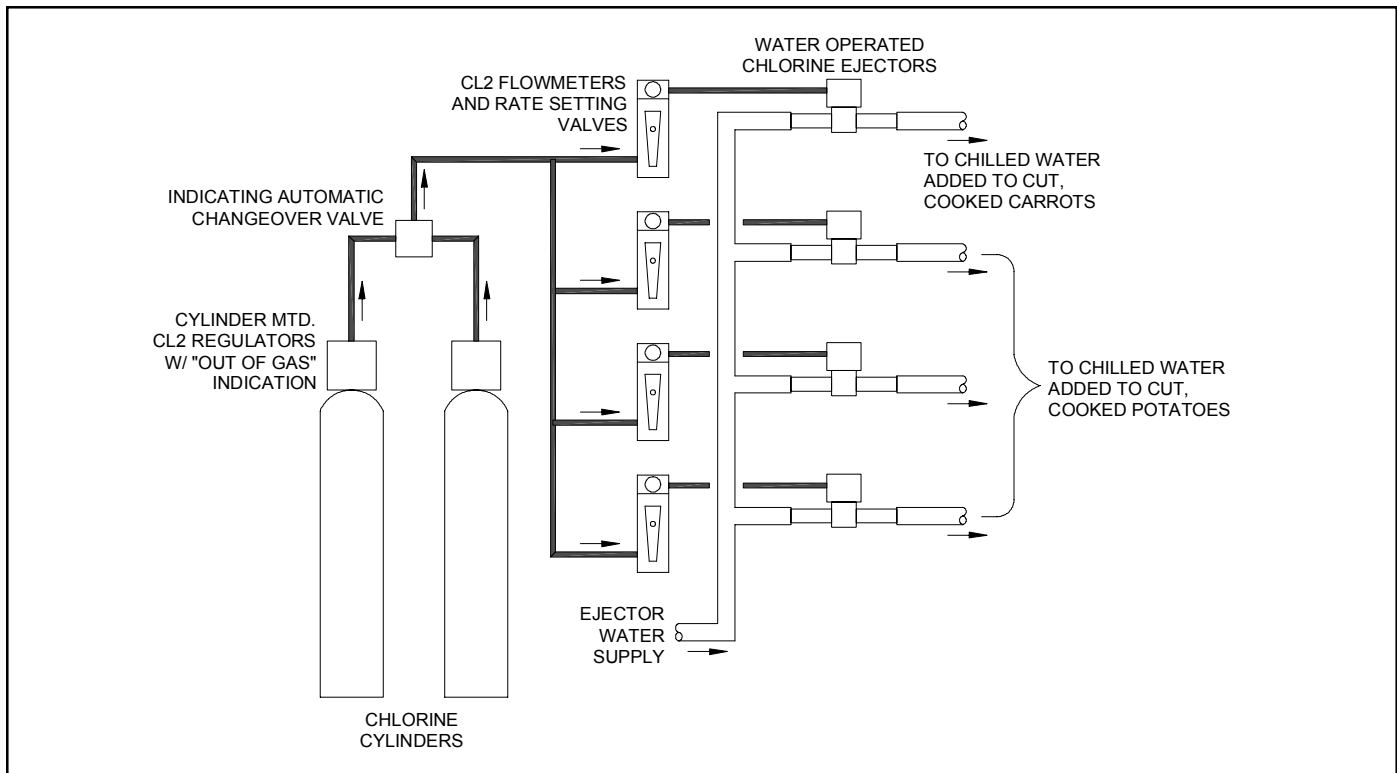 WATER OPERATED
CHLORINE EJECTORS
CL2 FLOWMETERS
AND RATE SETTING
VALVES
TO CHILLED WATER
ADDED TO CUT,
COOKED CARROTS
INDICATING AUTOMATIC
CHANGEOVER VALVE
CYLINDER MTD.
CL2 REGULATORS
W/ "OUT OF GAS"
INDICATION
TO CHILLED WATER
ADDED TO CUT,
COOKED POTATOES
EJECTOR
WATER
SUPPLY
CHLORINE
CYLINDERS